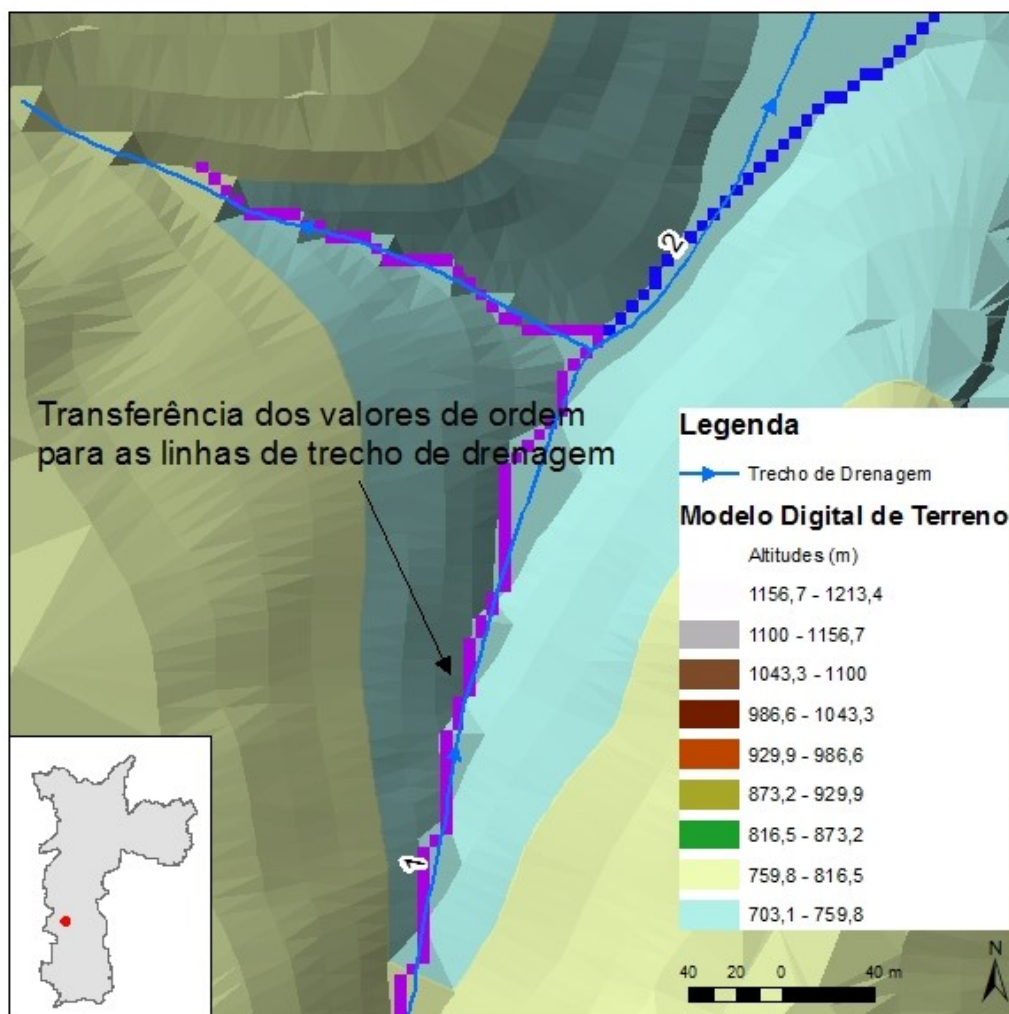 2
Transferência dos valores de ordem
para as linhas de trecho de drenagem
1
Legenda
Trecho de Drenagem
Modelo Digital de Terreno
Altitudes (m)
1156,7 - 1213,4
1100 - 1156,7
1043,3 - 1100
986,6 - 1043,3
929,9 - 986,6
873,2 - 929,9
816,5 - 873,2
759,8 - 816,5
703,1 - 759,8
N
40 20 0 40 m